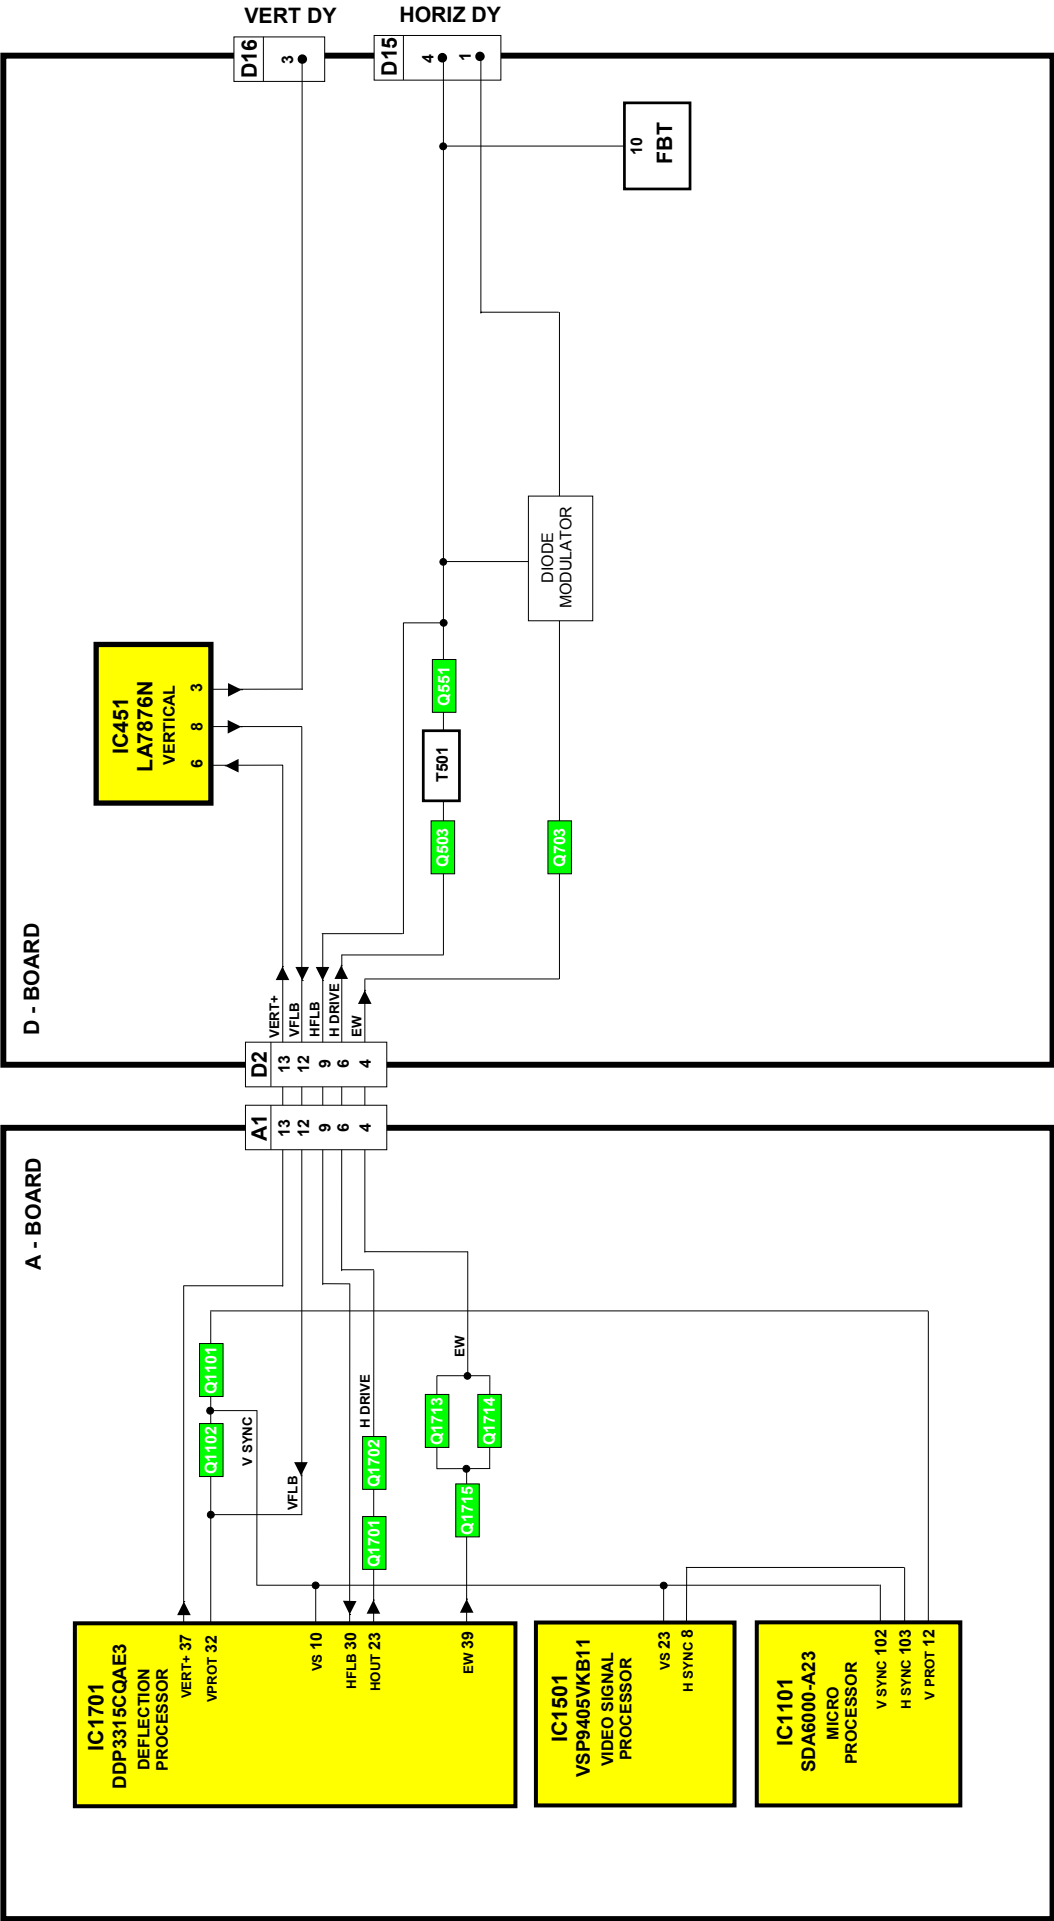 VERT DY
HORIZ DY
D16
3
D15
4
1
10
FBT
D - BOARD
IC451
LA7876N
VERTICAL
6
8
3
Q551
T501
Q503
DIODE
MODULATOR
Q703
VERT+
VFLB
HFLB
H DRIVE
EW
D2
13
12
9
6
4
A1
13
12
9
6
4
A - BOARD
Q1101
Q1102
V SYNC
VFLB
H DRIVE
Q1702
Q1701
EW
Q1713
Q1714
Q1715
IC1701
DDP3315CQAE3
DEFLECTION
PROCESSOR
VERT+ 37
VPROT 32
VS 10
HFLB 30
HOUT 23
EW 39
IC1501
VSP9405VKB11
VIDEO SIGNAL
PROCESSOR
VS 23
H SYNC 8
IC1101
SDA6000-A23
MICRO
PROCESSOR
V SYNC 102
H SYNC 103
V PROT 12